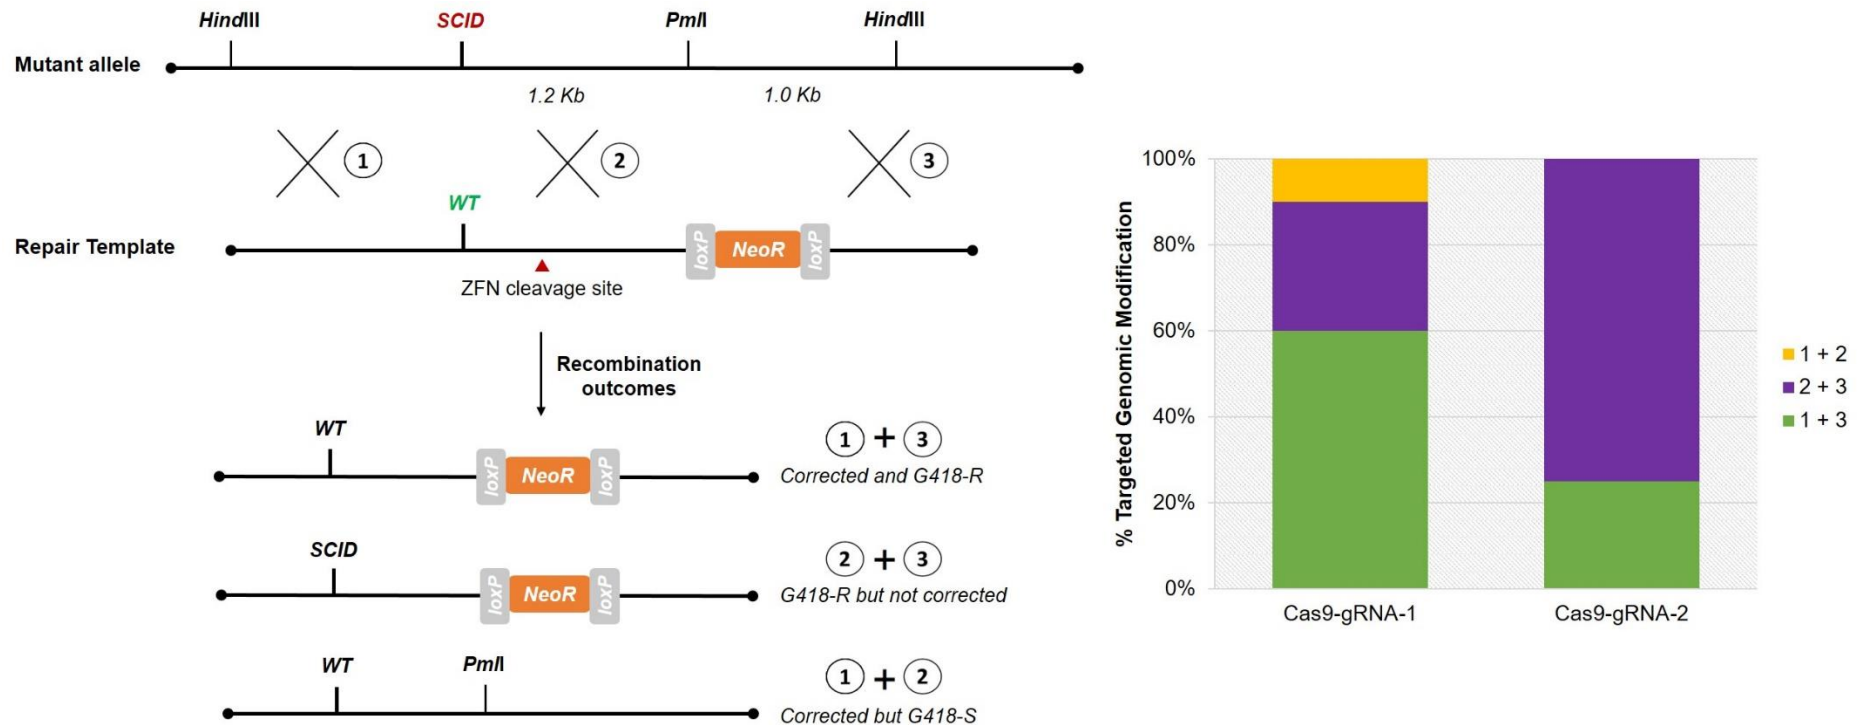 HindIII SCID PmlI HindIII
Mutant allele
1.2 Kb 1.0 Kb
1 2 3
WT
Repair Template loxP NeoR loxP
ZFN cleavage site
Recombination
outcomes
WT
loxP NeoR loxP
1 + 3
Corrected and G418-R
SCID
loxP NeoR loxP
2 + 3
G418-R but not corrected
WT PmlI
1 + 2
Corrected but G418-S
% Targeted Genomic Modification
100%
80%
60%
40%
20%
0%
Cas9-gRNA-1 Cas9-gRNA-2
1 + 2
2 + 3
1 + 3